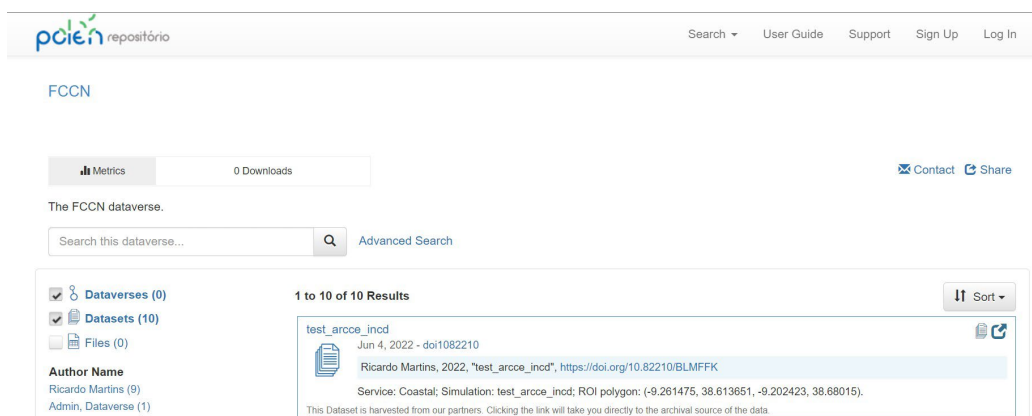 polen repositório
Search User Guide Support Sign Up Log In
FCCN
Metrics 0 Downloads
Contact Share
The FCCN dataverse.
Search this dataverse... Advanced Search
Dataverses (0)
Datasets (10)
Files (0)
Author Name
Ricardo Martins (9)
Admin, Dataverse (1)
1 to 10 of 10 Results Sort
test_arcce_incd
Jun 4, 2022 - doi1082210
Ricardo Martins, 2022, "test_arcce_incd", https://doi.org/10.82210/BLMFFK
Service: Coastal; Simulation: test_arcce_incd; ROI polygon: (-9.261475, 38.613651, -9.202423, 38.68015).
This Dataset is harvested from our partners. Clicking the link will take you directly to the archival source of the data.